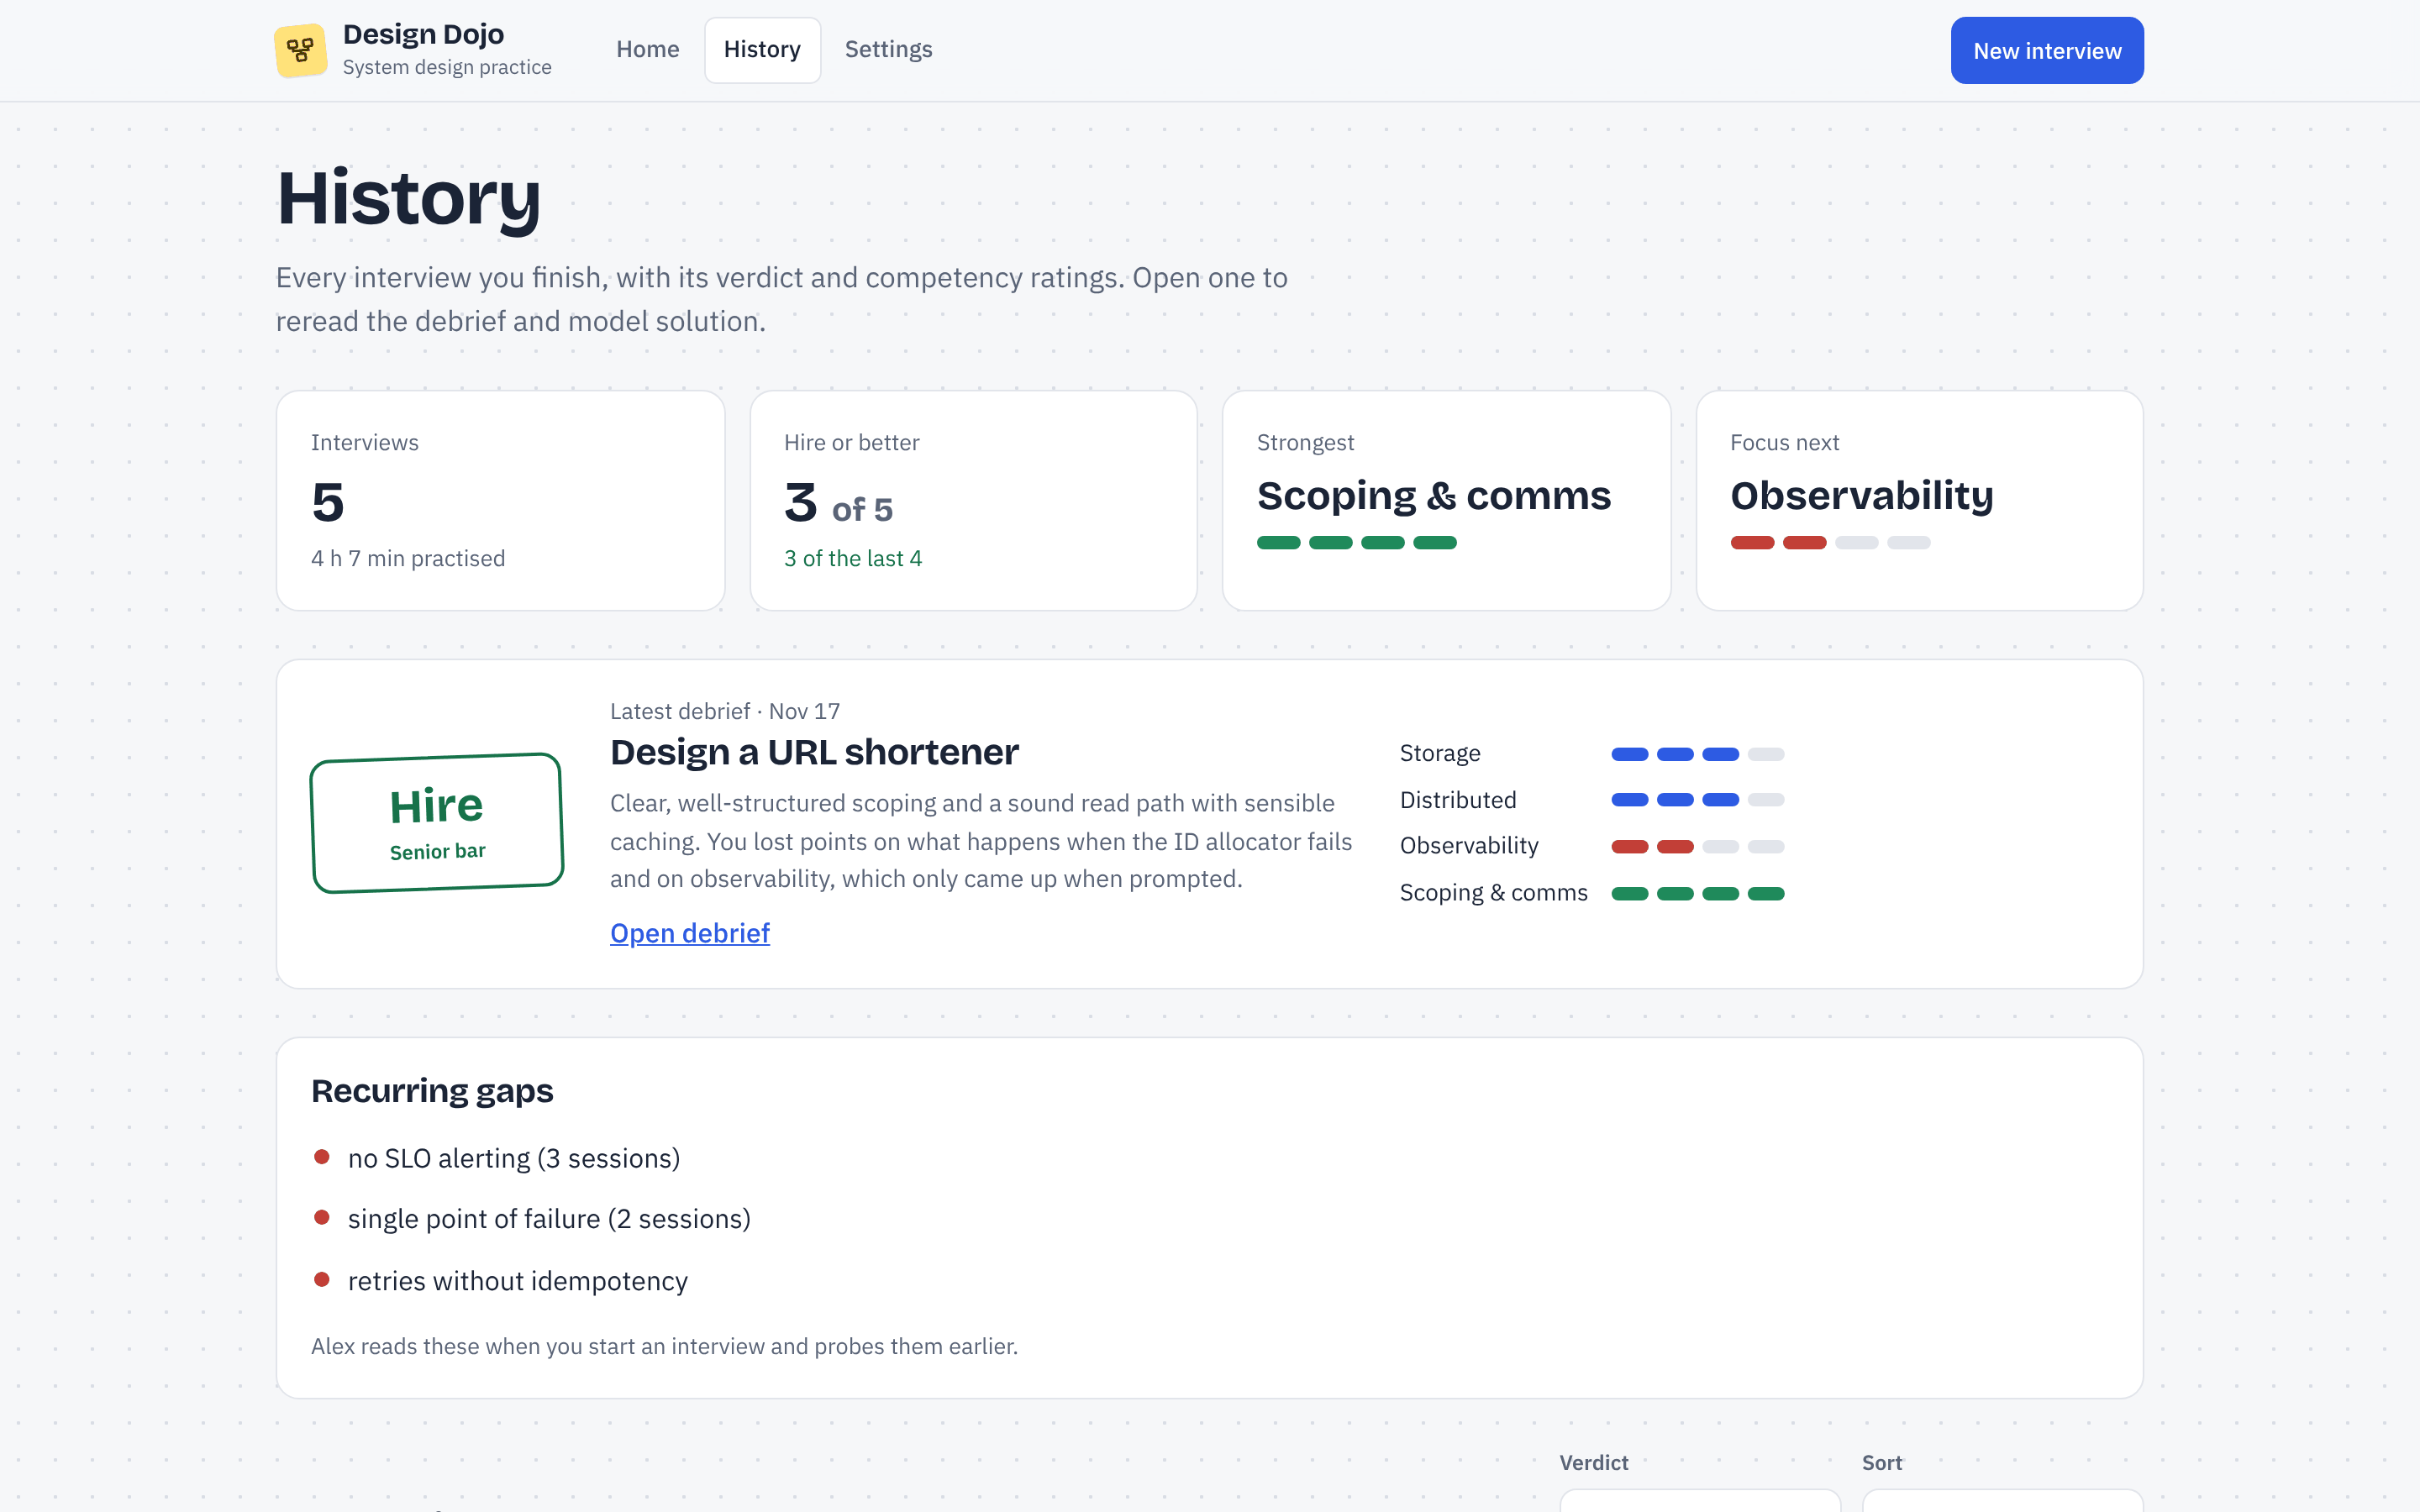 Design Dojo
System design practice
Home
History
Settings
New interview
History
Every interview you finish, with its verdict and competency ratings. Open one to
reread the debrief and model solution.
Interviews
5
4 h 7 min practised
Hire or better
3 of 5
3 of the last 4
Strongest
Scoping & comms
Focus next
Observability
Hire
Senior bar
Latest debrief · Nov 17
Design a URL shortener
Clear, well-structured scoping and a sound read path with sensible
caching. You lost points on what happens when the ID allocator fails
and on observability, which only came up when prompted.
Open debrief
Storage
Distributed
Observability
Scoping & comms
Recurring gaps
no SLO alerting (3 sessions)
single point of failure (2 sessions)
retries without idempotency
Alex reads these when you start an interview and probes them earlier.
Verdict
Sort